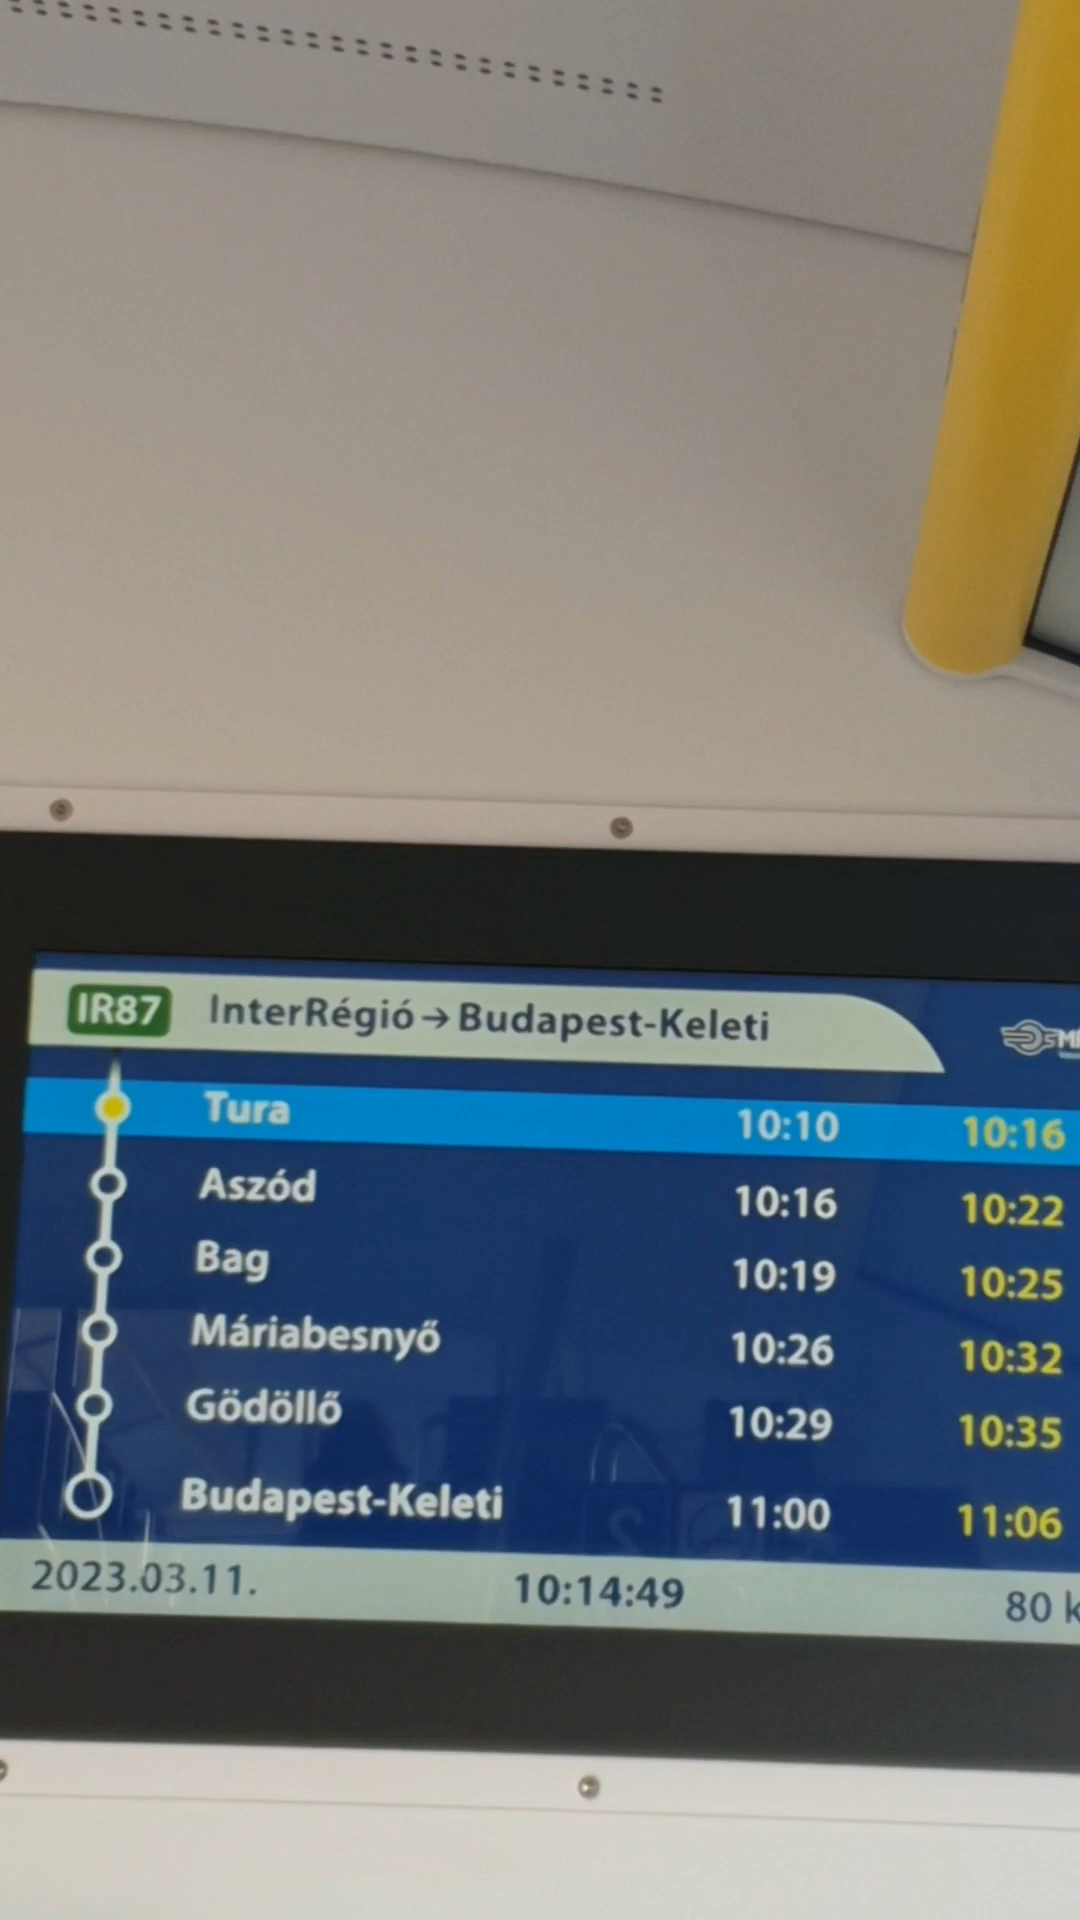 IR87 InterRégió→Budapest-Keleti
Tura 10:10 10:16
Aszód 10:16 10:22
Bag 10:19 10:25
Máriabesnyő 10:26 10:32
Gödöllő 10:29 10:35
Budapest-Keleti 11:00 11:06
2023.03.11. 10:14:49 80 k